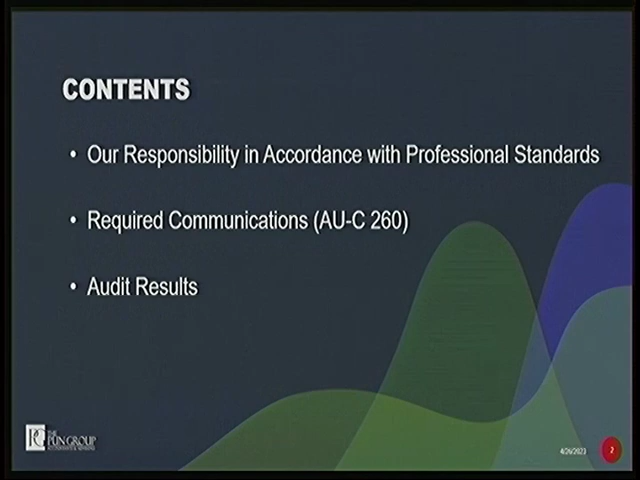 CONTENTS
• Our Responsibility in Accordance with Professional Standards
• Required Communications (AU-C 260)
• Audit Results
THE
PUN GROUP
4/26/2023
2